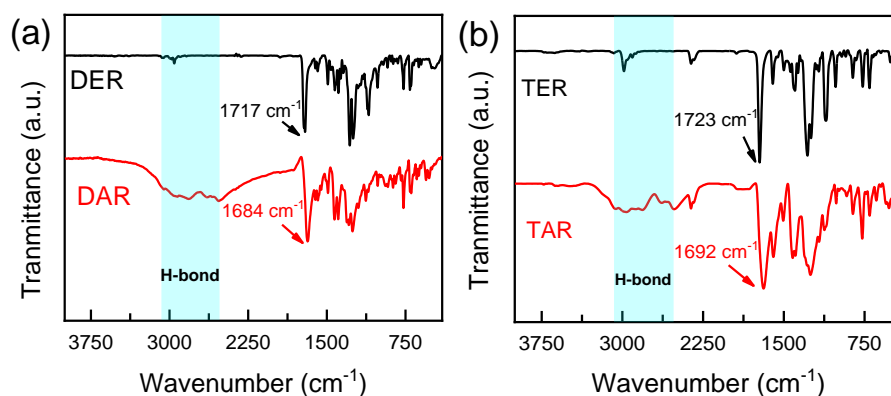 (a)
Tranmittance (a.u.)
DER
1717 cm⁻¹
DAR
1684 cm⁻¹
H-bond
3750 3000 2250 1500 750
Wavenumber (cm⁻¹)
(b)
Tranmittance (a.u.)
TER
1723 cm⁻¹
TAR
1692 cm⁻¹
H-bond
3750 3000 2250 1500 750
Wavenumber (cm⁻¹)